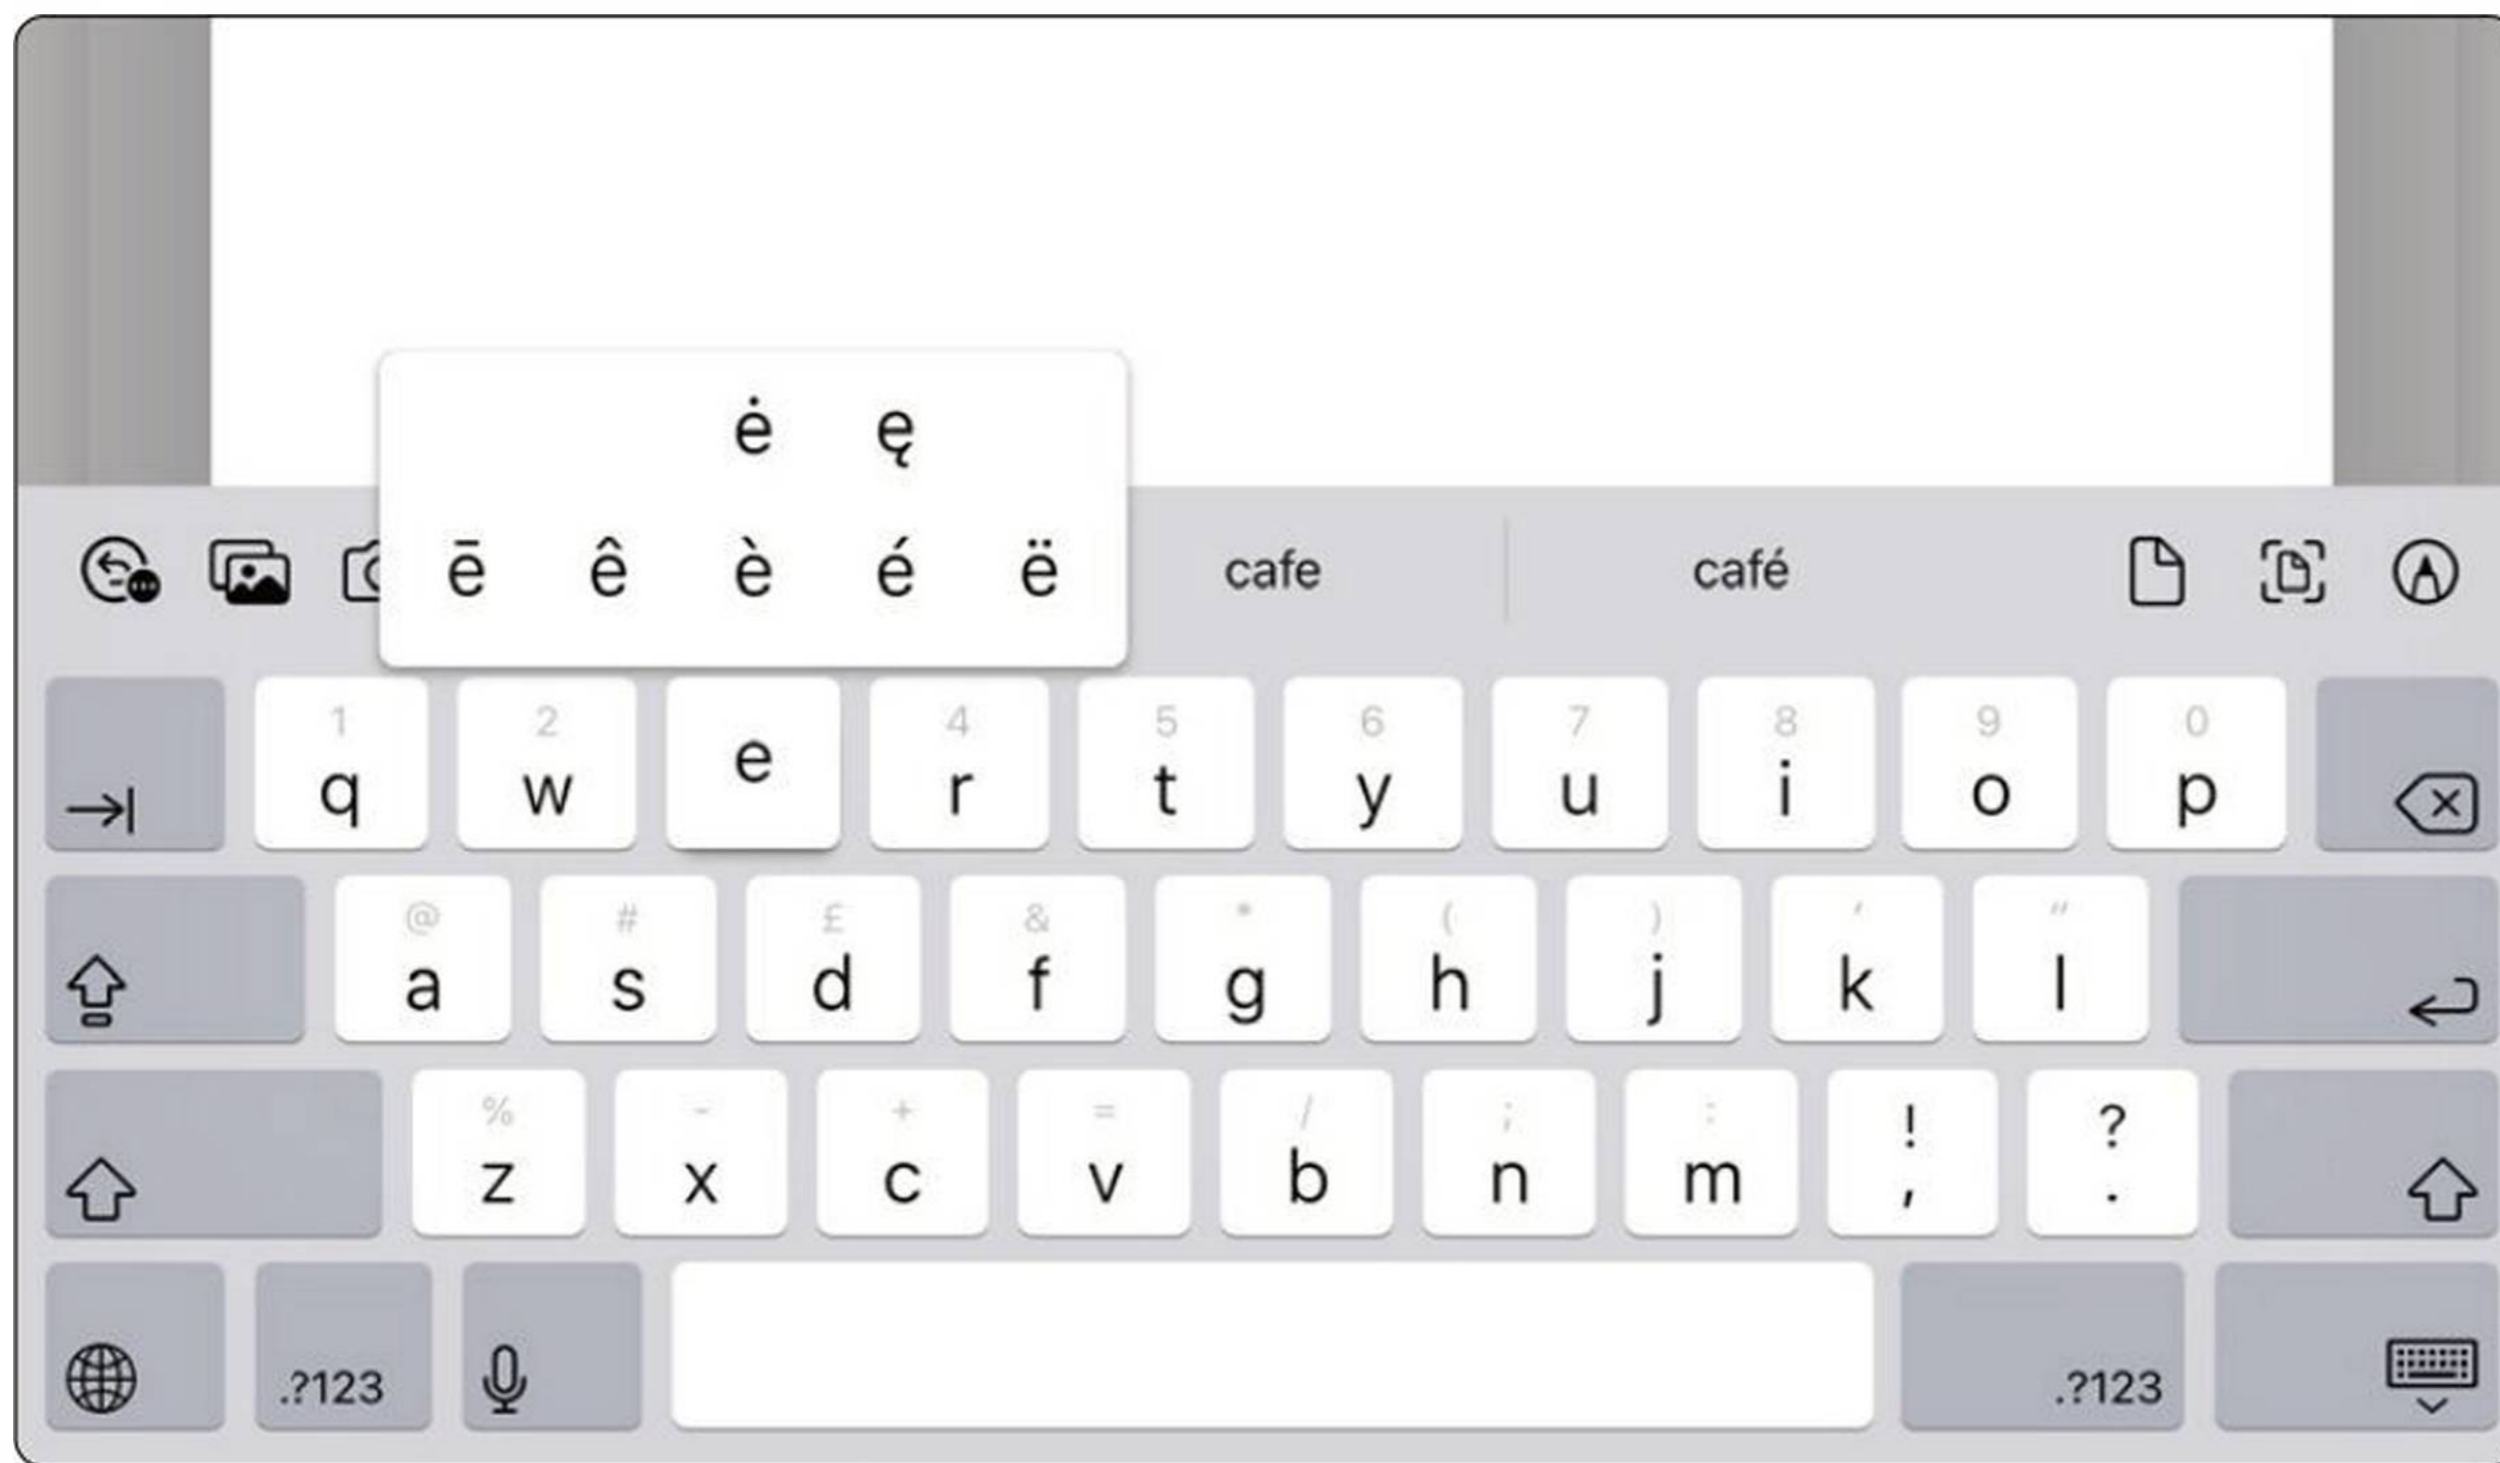 ė ę
ē ê è é ë
cafe café
1 2 4 5 6 7 8 9 0
q w e r t y u i o p
@ # £ & * ( ) ' "
a s d f g h j k l
% - + = / ; : ! ?
z x c v b n m , .
.?123 .?123